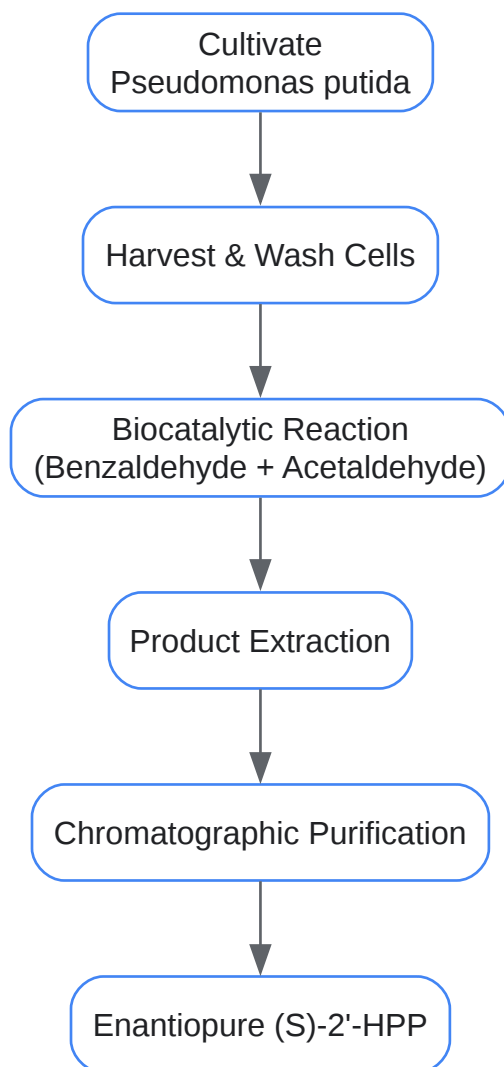 Cultivate
Pseudomonas putida
Harvest & Wash Cells
Biocatalytic Reaction
(Benzaldehyde + Acetaldehyde)
Product Extraction
Chromatographic Purification
Enantiopure (S)-2'-HPP